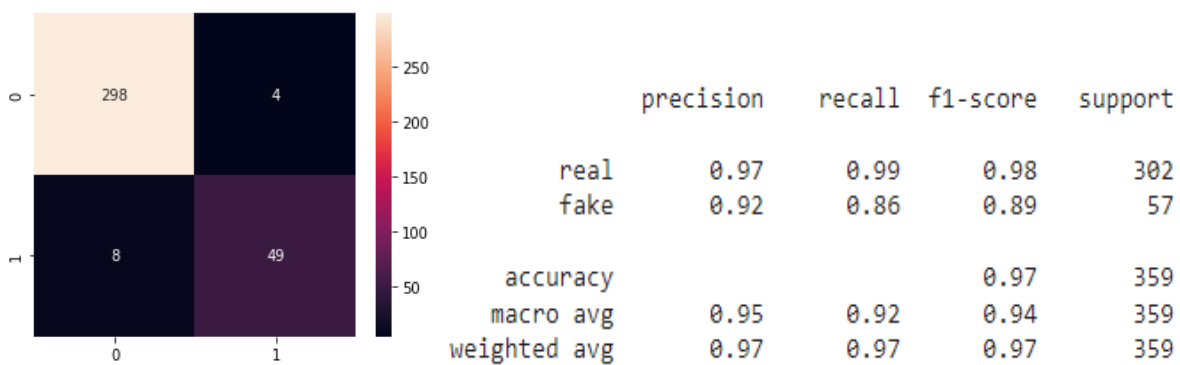 250
0 298 4
200
150
100
1 8 49
50
0 1
precision recall f1-score support
real 0.97 0.99 0.98 302
fake 0.92 0.86 0.89 57
accuracy 0.97 359
macro avg 0.95 0.92 0.94 359
weighted avg 0.97 0.97 0.97 359